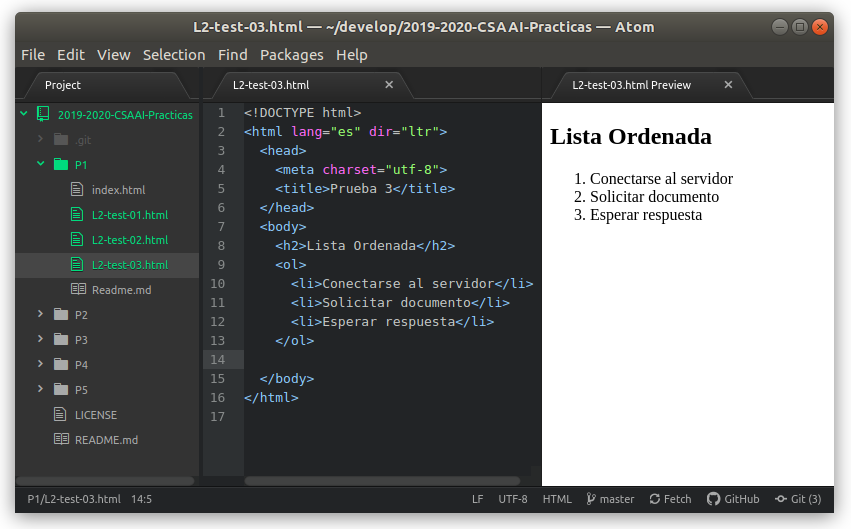 L2-test-03.html — ~/develop/2019-2020-CSAAI-Practicas — Atom
File Edit View Selection Find Packages Help
Project
2019-2020-CSAAI-Practicas
.git
P1
index.html
L2-test-01.html
L2-test-02.html
L2-test-03.html
Readme.md
P2
P3
P4
P5
LICENSE
README.md
L2-test-03.html
1 <!DOCTYPE html>
2 <html lang="es" dir="ltr">
3 <head>
4 <meta charset="utf-8">
5 <title>Prueba 3</title>
6 </head>
7 <body>
8 <h2>Lista Ordenada</h2>
9 <ol>
10 <li>Conectarse al servidor</li>
11 <li>Solicitar documento</li>
12 <li>Esperar respuesta</li>
13 </ol>
14
15 </body>
16 </html>
17
L2-test-03.html Preview
Lista Ordenada
1. Conectarse al servidor
2. Solicitar documento
3. Esperar respuesta
P1/L2-test-03.html 14:5 LF UTF-8 HTML master Fetch GitHub Git (3)